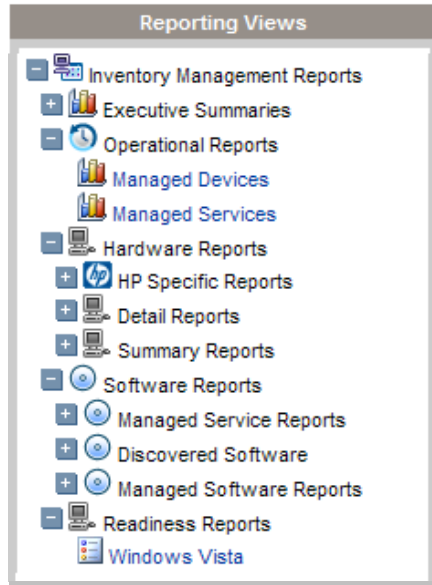 Reporting Views
Inventory Management Reports
Executive Summaries
Operational Reports
Managed Devices
Managed Services
Hardware Reports
hp HP Specific Reports
Detail Reports
Summary Reports
Software Reports
Managed Service Reports
Discovered Software
Managed Software Reports
Readiness Reports
Windows Vista